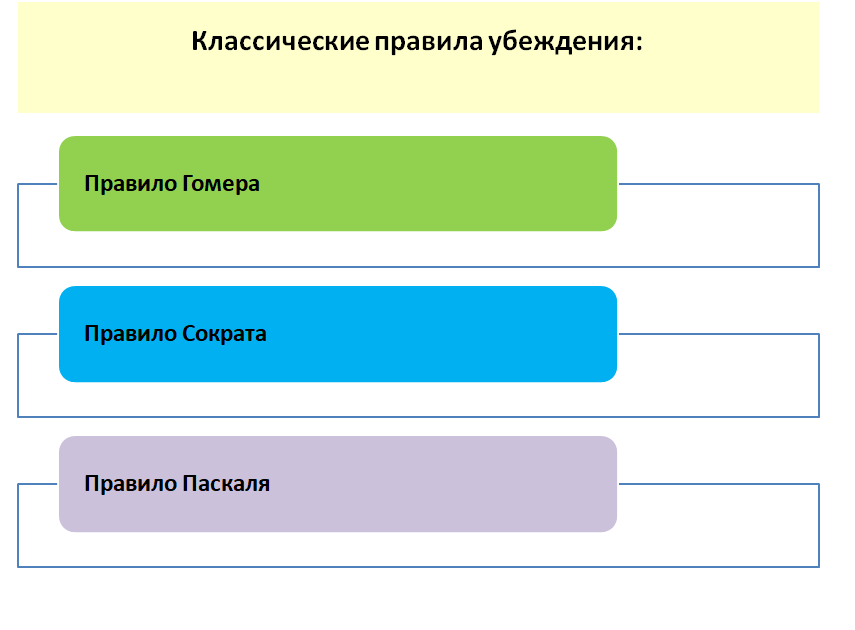 Классические правила убеждения:
Правило Гомера
Правило Сократа
Правило Паскаля